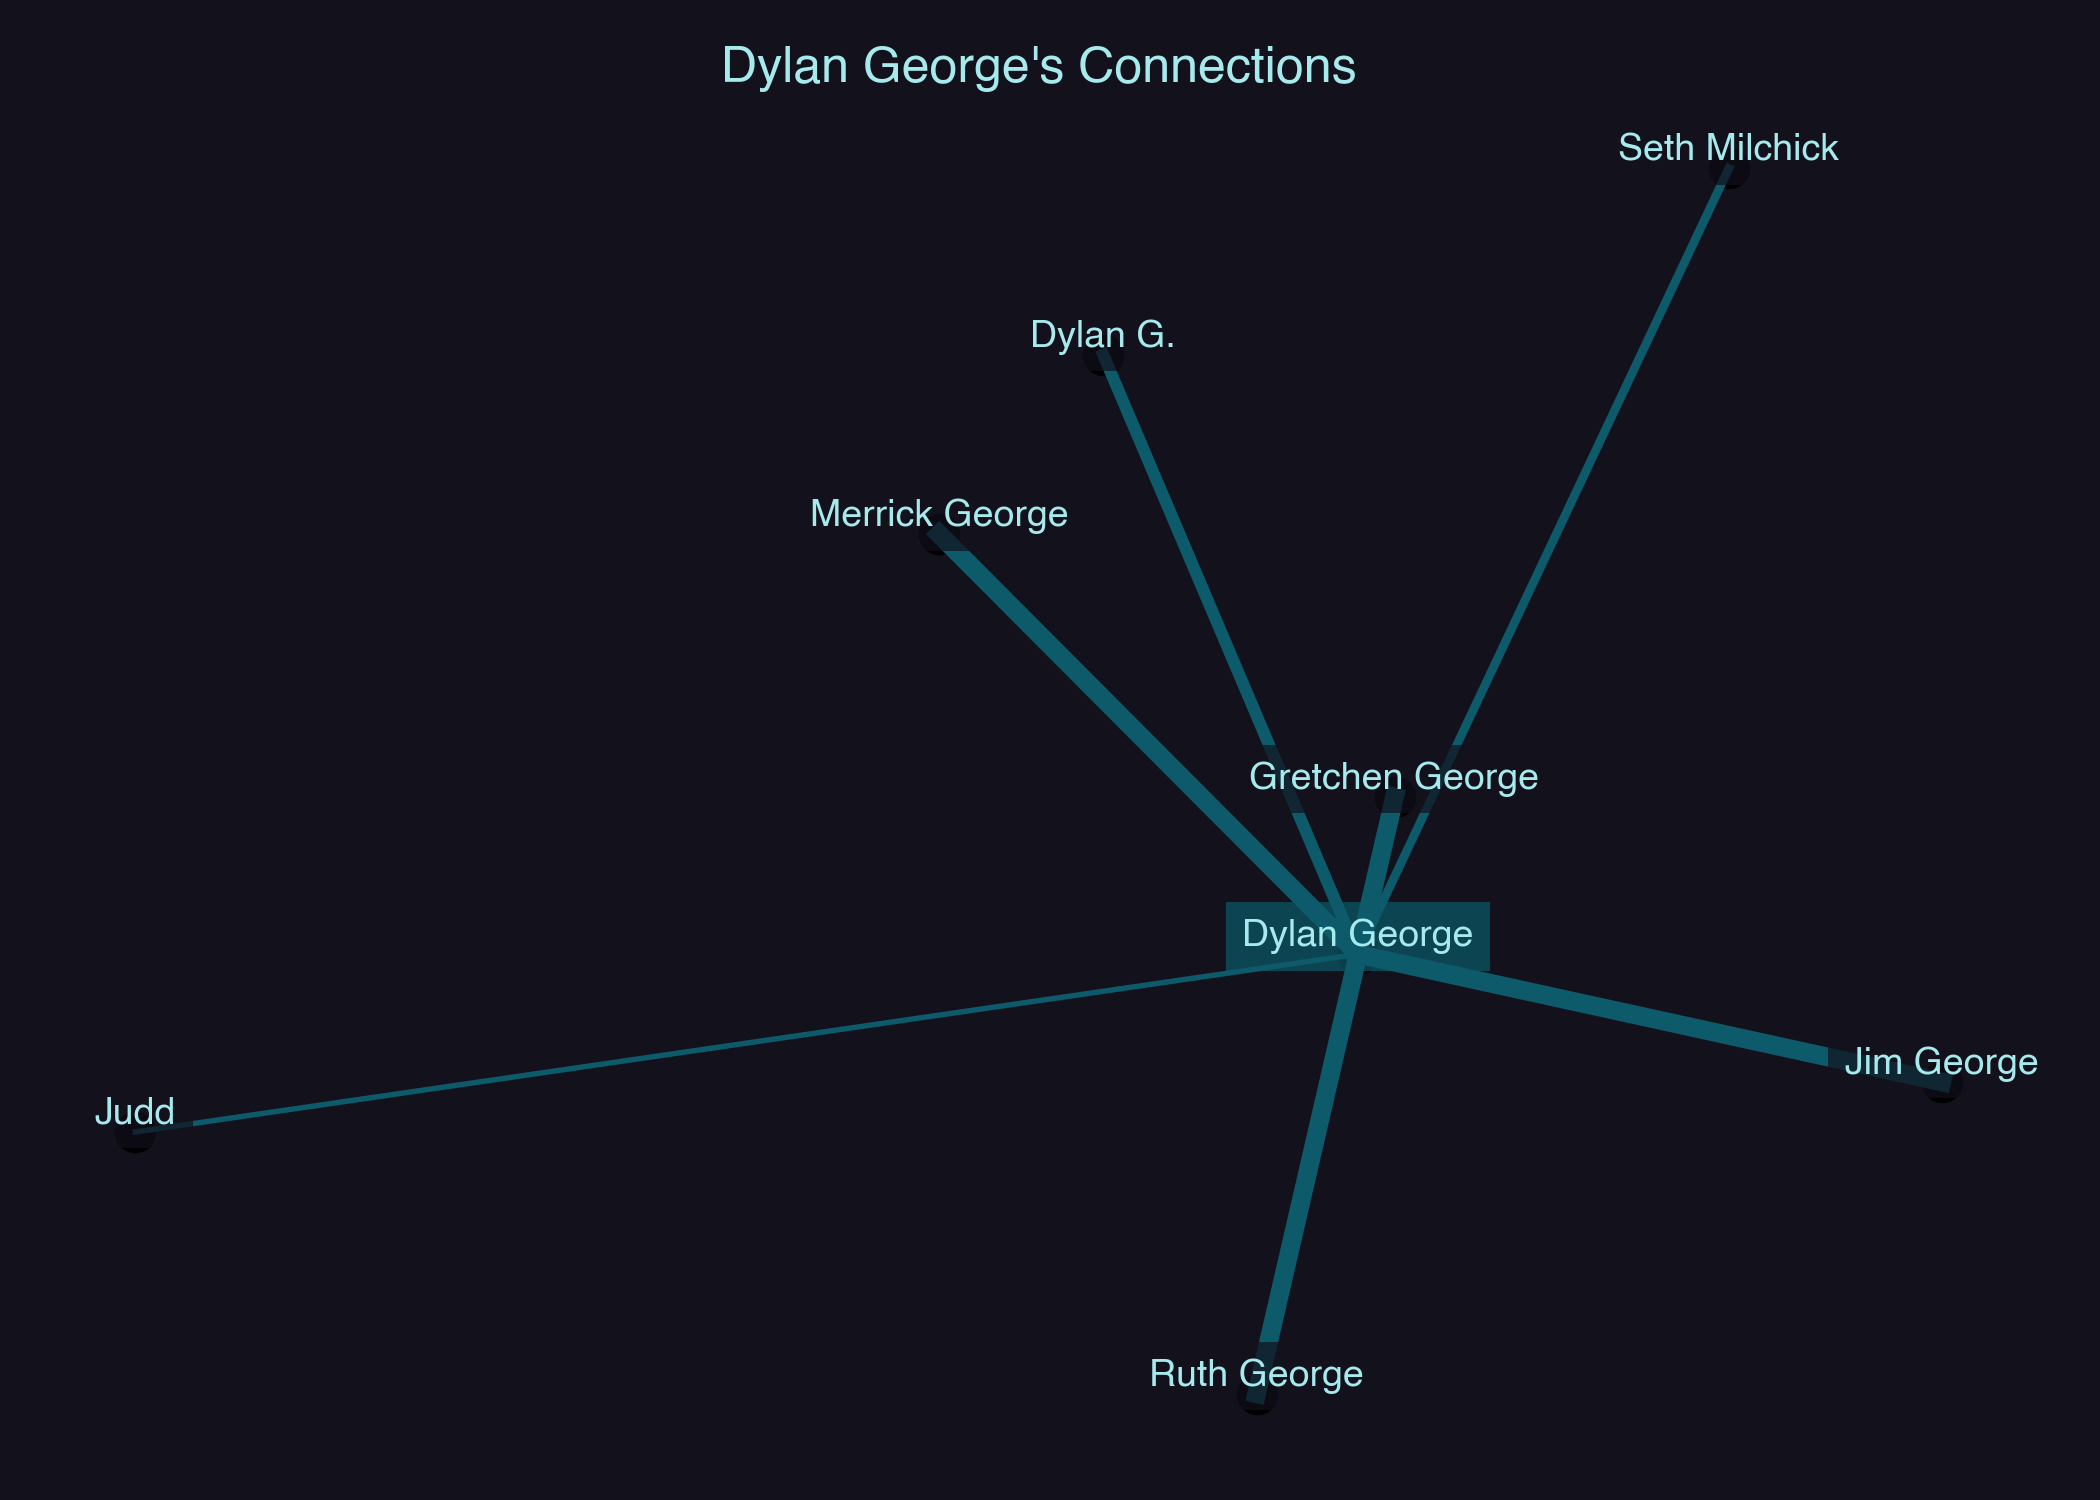 Dylan George's Connections
Seth Milchick
Dylan G.
Merrick George
Gretchen George
Dylan George
Jim George
Judd
Ruth George